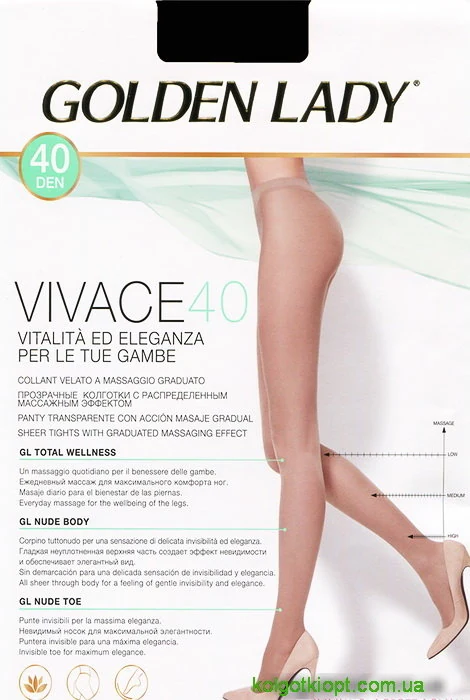 GOLDEN LADY®
40
DEN
VIVACE40
VITALITÀ ED ELEGANZA
PER LE TUE GAMBE
COLLANT VELATO A MASSAGGIO GRADUATO
ПРОЗРАЧНЫЕ КОЛГОТКИ С РАСПРЕДЕЛЕННЫМ
МАССАЖНЫМ ЭФФЕКТОМ
PANTY TRANSPARENTE CON ACCIÓN MASAJE GRADUAL
SHEER TIGHTS WITH GRADUATED MASSAGING EFFECT
MASSAGE
LOW
MEDIUM
HIGH
GL TOTAL WELLNESS
Un massaggio quotidiano per il benessere delle gambe.
Ежедневный массаж для максимального комфорта ног.
Masaje diario para el bienestar de las piernas.
Everyday massage for the wellbeing of the legs.
GL NUDE BODY
Corpino tuttonudo per una sensazione di delicata invisibilità ed eleganza.
Гладкая неуплотненная верхняя часть создает эффект невидимости
и обеспечивает элегантный вид.
Sin demarcación para una delicada sensación de invisibilidad y elegancia.
All sheer through body for a feeling of gentle invisibility and elegance.
GL NUDE TOE
Punte invisibili per la massima eleganza.
Невидимый носок для максимальной элегантности.
Puntera invisible para una máxima elegancia.
Invisible toe for maximum elegance.
kolgotkiopt.com.ua